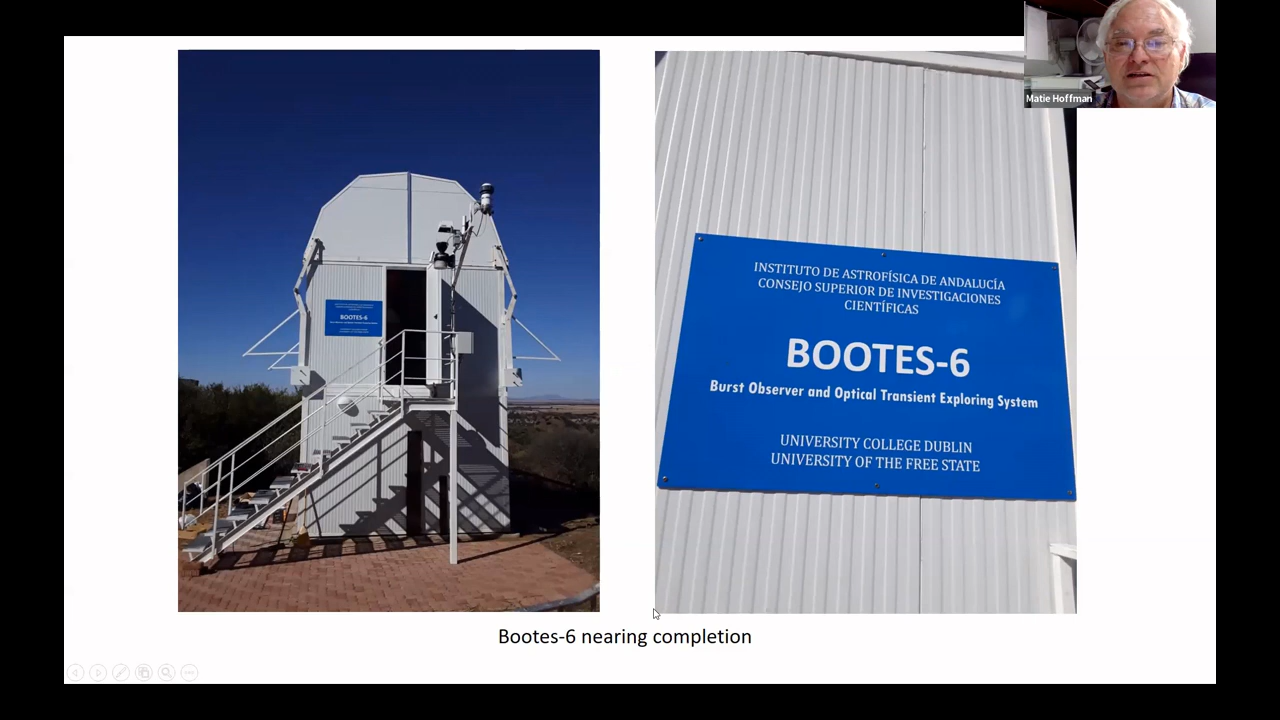 Matie Hoffman
BOOTES-6
INSTITUTO DE ASTROFÍSICA DE ANDALUCÍA
CONSEJO SUPERIOR DE INVESTIGACIONES
CIENTÍFICAS
BOOTES-6
Burst Observer and Optical Transient Exploring System
UNIVERSITY COLLEGE DUBLIN
UNIVERSITY OF THE FREE STATE
Bootes-6 nearing completion